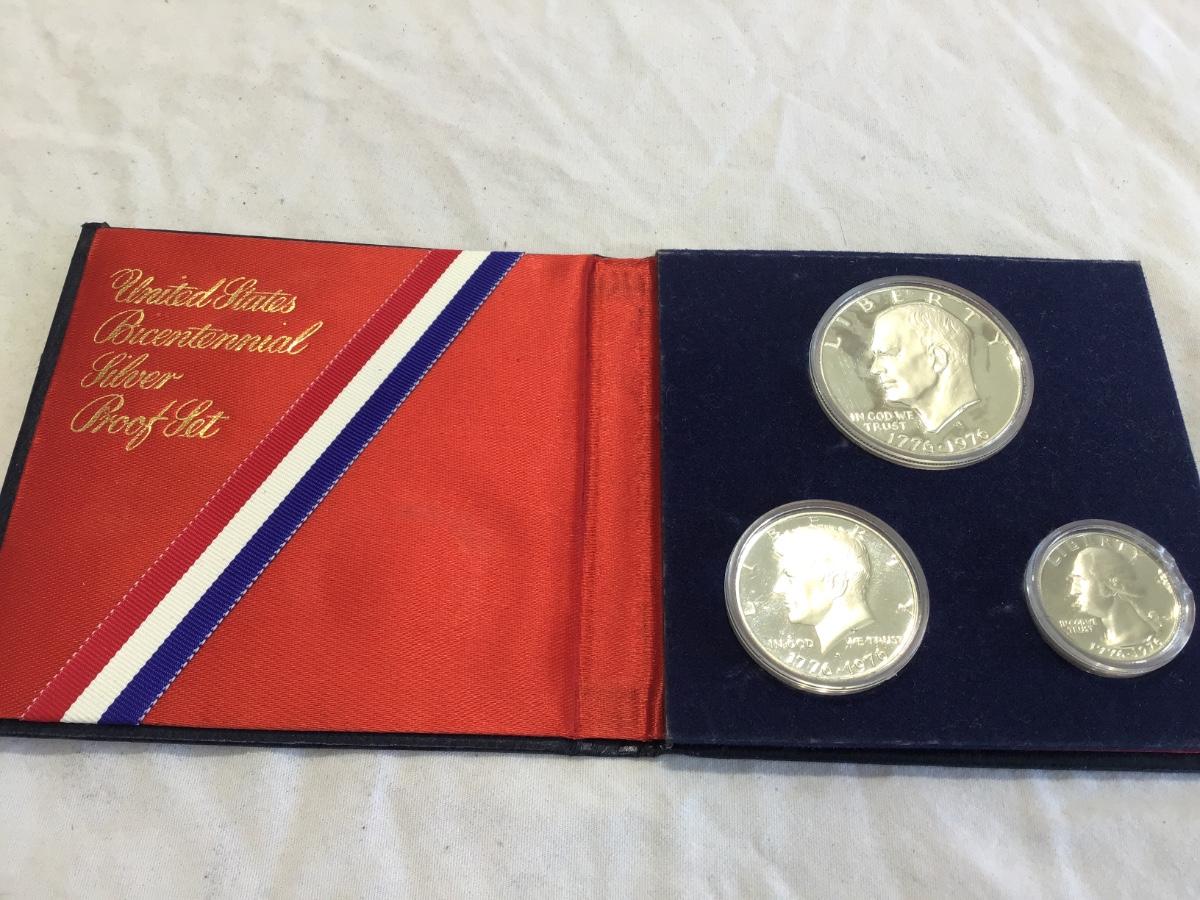 United States
Bicentennial
Silver
Proof Set
LIBERTY
IN GOD WE
TRUST
1776-1976
LIBERTY
IN GOD WE TRUST
1776-1976
LIBERTY
IN GOD WE
TRUST
1776-1976